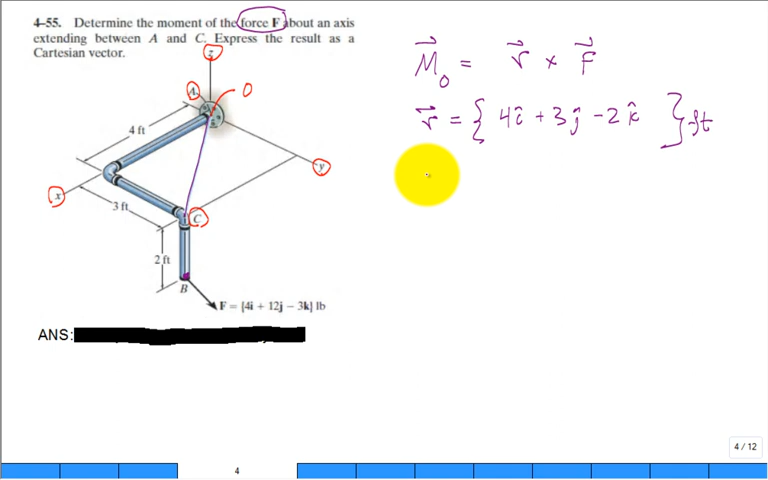 4–55. Determine the moment of the force F about an axis
extending between A and C. Express the result as a
Cartesian vector.
z
A
O
4 ft
y
x
3 ft
C
2 ft
B
F = {4i + 12j − 3k} lb
ANS:
M⃗_O = r⃗ × F⃗
r⃗ = { 4î + 3ĵ − 2k̂ } ft
4 / 12
4